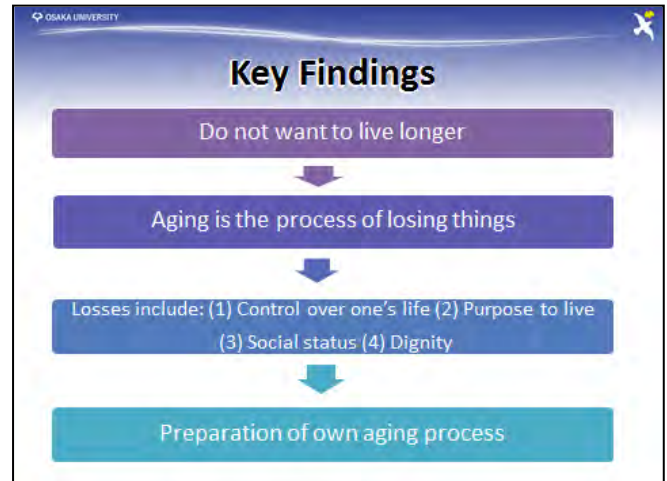 OSAKA UNIVERSITY
Key Findings
Do not want to live longer
Aging is the process of losing things
Losses include: (1) Control over one's life (2) Purpose to live
(3) Social status (4) Dignity
Preparation of own aging process